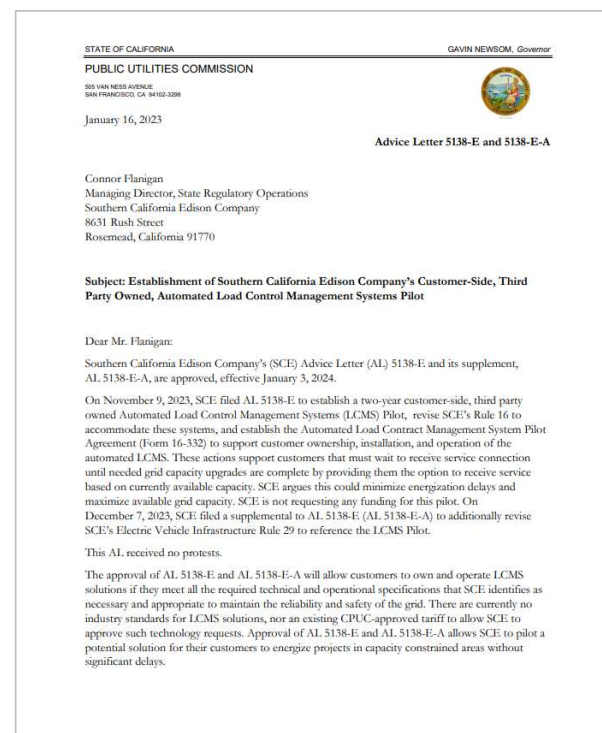 STATE OF CALIFORNIA
GAVIN NEWSOM, Governor
PUBLIC UTILITIES COMMISSION
505 VAN NESS AVENUE
SAN FRANCISCO, CA 94102-3298
January 16, 2023
Advice Letter 5138-E and 5138-E-A
Connor Flanigan
Managing Director, State Regulatory Operations
Southern California Edison Company
8631 Rush Street
Rosemead, California 91770
Subject: Establishment of Southern California Edison Company's Customer-Side, Third
Party Owned, Automated Load Control Management Systems Pilot
Dear Mr. Flanigan:
Southern California Edison Company's (SCE) Advice Letter (AL) 5138-E and its supplement,
AL 5138-E-A, are approved, effective January 3, 2024.
On November 9, 2023, SCE filed AL 5138-E to establish a two-year customer-side, third party
owned Automated Load Control Management Systems (LCMS) Pilot, revise SCE's Rule 16 to
accommodate these systems, and establish the Automated Load Contract Management System Pilot
Agreement (Form 16-332) to support customer ownership, installation, and operation of the
automated LCMS. These actions support customers that must wait to receive service connection
until needed grid capacity upgrades are complete by providing them the option to receive service
based on currently available capacity. SCE argues this could minimize energization delays and
maximize available grid capacity. SCE is not requesting any funding for this pilot. On
December 7, 2023, SCE filed a supplemental to AL 5138-E (AL 5138-E-A) to additionally revise
SCE's Electric Vehicle Infrastructure Rule 29 to reference the LCMS Pilot.
This AL received no protests.
The approval of AL 5138-E and AL 5138-E-A will allow customers to own and operate LCMS
solutions if they meet all the required technical and operational specifications that SCE identifies as
necessary and appropriate to maintain the reliability and safety of the grid. There are currently no
industry standards for LCMS solutions, nor an existing CPUC-approved tariff to allow SCE to
approve such technology requests. Approval of AL 5138-E and AL 5138-E-A allows SCE to pilot a
potential solution for their customers to energize projects in capacity constrained areas without
significant delays.